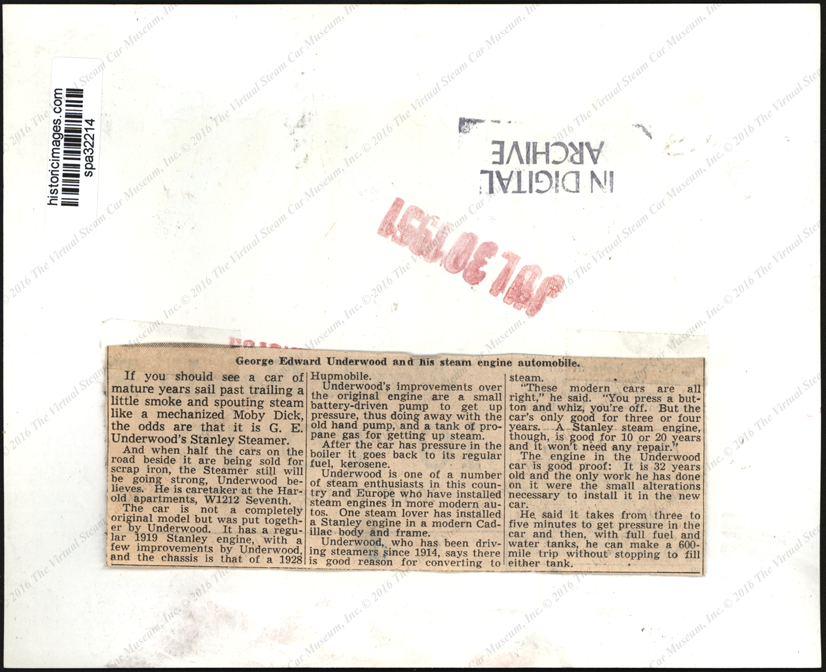 historicimages.com
spa32214
IN DIGITAL
ARCHIVE
JUL 30 1951
George Edward Underwood and his steam engine automobile.
If you should see a car of
mature years sail past trailing a
little smoke and spouting steam
like a mechanized Moby Dick,
the odds are that it is G. E.
Underwood's Stanley Steamer.
And when half the cars on the
road beside it are being sold for
scrap iron, the Steamer still will
be going strong, Underwood be-
lieves. He is caretaker at the Har-
old apartments, W1212 Seventh.
The car is not a completely
original model but was put togeth-
er by Underwood. It has a regu-
lar 1919 Stanley engine, with a
few improvements by Underwood,
and the chassis is that of a 1928
Hupmobile.
Underwood's improvements over
the original engine are a small
battery-driven pump to get up
pressure, thus doing away with the
old hand pump, and a tank of pro-
pane gas for getting up steam.
After the car has pressure in the
boiler it goes back to its regular
fuel, kerosene.
Underwood is one of a number
of steam enthusiasts in this coun-
try and Europe who have installed
steam engines in more modern au-
tos. One steam lover has installed
a Stanley engine in a modern Cad-
illac body and frame.
Underwood, who has been driv-
ing steamers since 1914, says there
is good reason for converting to
steam.
"These modern cars are all
right," he said. "You press a but-
ton and whiz, you're off. But the
car's only good for three or four
years. A Stanley steam engine,
though, is good for 10 or 20 years
and it won't need any repair."
The engine in the Underwood
car is good proof: It is 32 years
old and the only work he has done
on it were the small alterations
necessary to install it in the new
car.
He said it takes from three to
five minutes to get pressure in the
car and then, with full fuel and
water tanks, he can make a 600-
mile trip without stopping to fill
either tank.
© 2016 The Virtual Steam Car Museum, Inc.